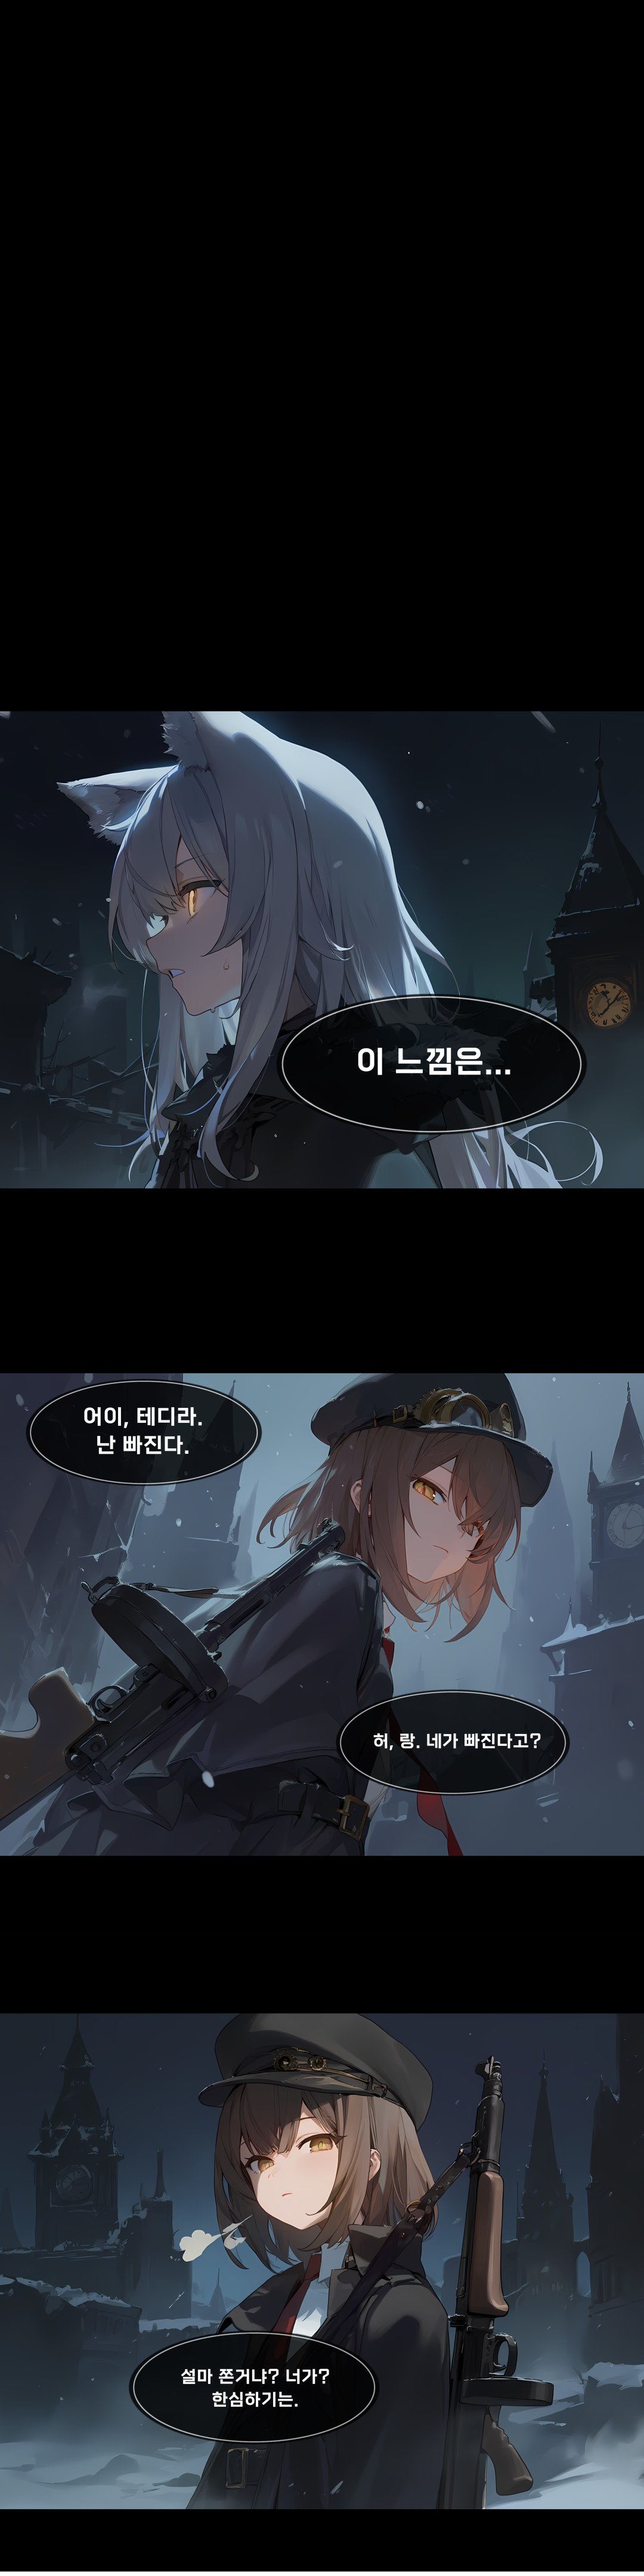 이 느낌은...
어이, 테디라.
난 빠진다.
허, 랑. 네가 빠진다고?
설마 쫀거냐? 너가?
한심하기는.